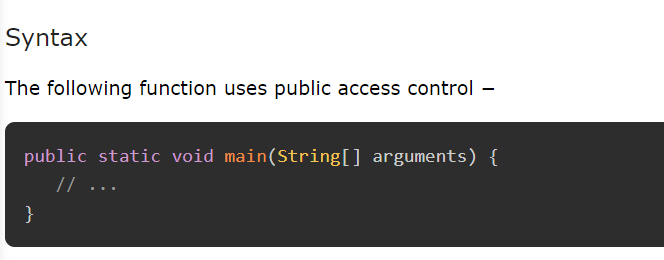 Syntax
The following function uses public access control −
public static void main(String[] arguments) {
   // ...
}